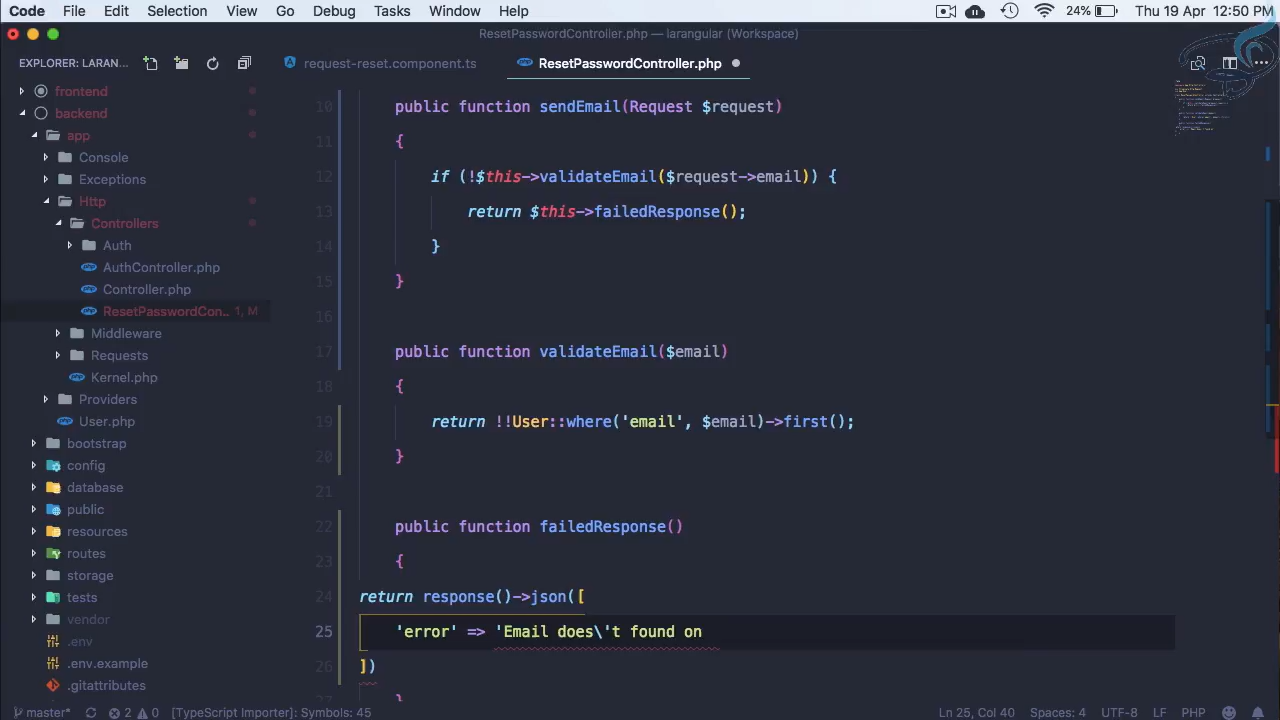 Code File Edit Selection View Go Debug Tasks Window Help 24% Thu 19 Apr 12:50 PM
ResetPasswordController.php — larangular (Workspace)
EXPLORER: LARAN...
request-reset.component.ts
ResetPasswordController.php
frontend
backend
app
Console
Exceptions
Http
Controllers
Auth
AuthController.php
Controller.php
ResetPasswordCon... 1, M
Middleware
Requests
Kernel.php
Providers
User.php
bootstrap
config
database
public
resources
routes
storage
tests
vendor
.env
.env.example
.gitattributes
10 public function sendEmail(Request $request)
11 {
12 if (!$this->validateEmail($request->email)) {
13 return $this->failedResponse();
14 }
15 }
16
17 public function validateEmail($email)
18 {
19 return !!User::where('email', $email)->first();
20 }
21
22 public function failedResponse()
23 {
24 return response()->json([
25 'error' => 'Email does\'t found on
26 ])
27 }
master* 2 0 [TypeScript Importer]: Symbols: 45 Ln 25, Col 40 Spaces: 4 UTF-8 LF PHP